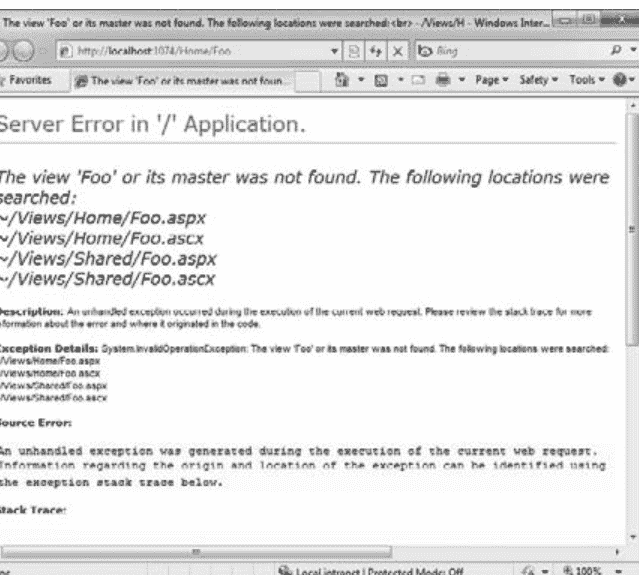 The view 'Foo' or its master was not found. The following locations were searched:<br> - ~/Views/H - Windows Inter...
http://localhost:1074/Home/Foo
Bing
Favorites
The view 'Foo' or its master was not foun...
Page
Safety
Tools
Server Error in '/' Application.
The view 'Foo' or its master was not found. The following locations were
searched:
~/Views/Home/Foo.aspx
~/Views/Home/Foo.ascx
~/Views/Shared/Foo.aspx
~/Views/Shared/Foo.ascx
Description: An unhandled exception occurred during the execution of the current web request. Please review the stack trace for more
information about the error and where it originated in the code.
Exception Details: System.InvalidOperationException: The view 'Foo' or its master was not found. The following locations were searched:
~/Views/Home/Foo.aspx
~/Views/Home/Foo.ascx
~/Views/Shared/Foo.aspx
~/Views/Shared/Foo.ascx
Source Error:
An unhandled exception was generated during the execution of the current web request.
Information regarding the origin and location of the exception can be identified using
the exception stack trace below.
Stack Trace:
Local intranet | Protected Mode: Off
100%